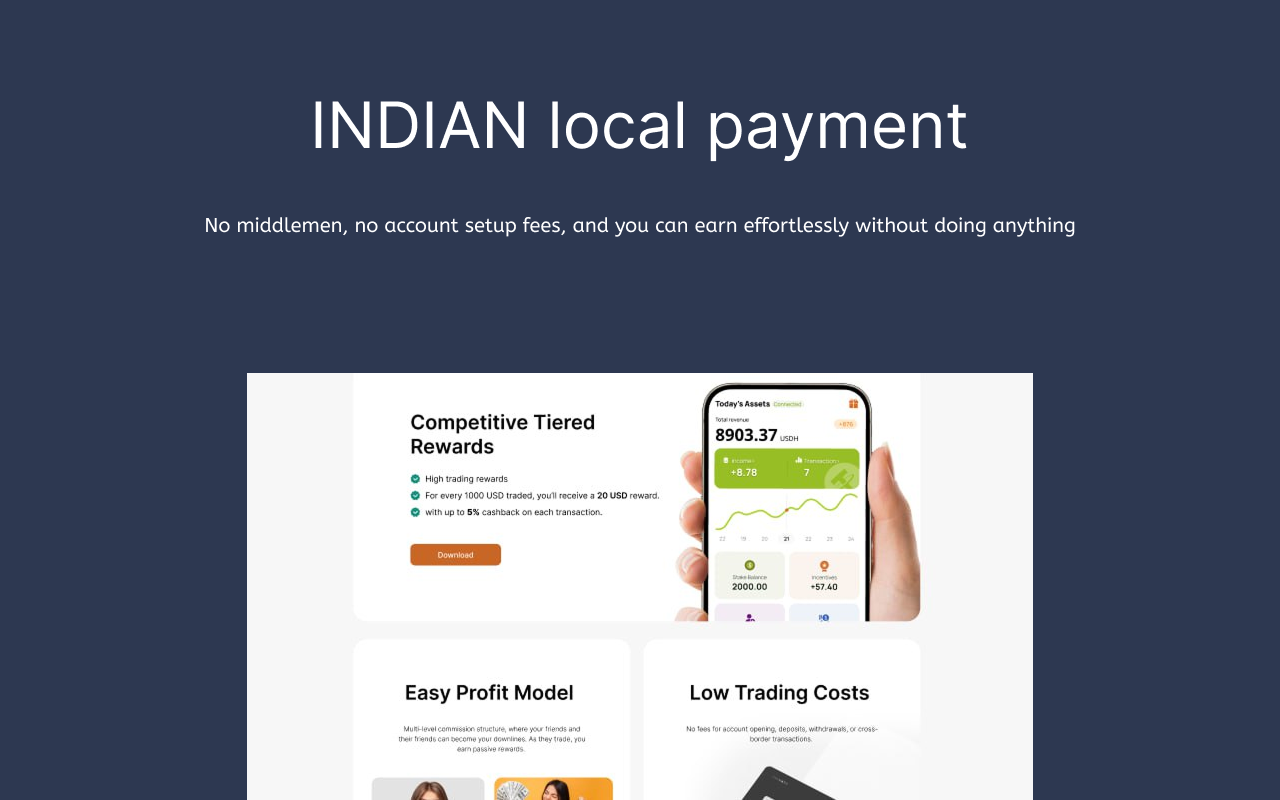 INDIAN local payment
No middlemen, no account setup fees, and you can earn effortlessly without doing anything
Competitive Tiered
Rewards
High trading rewards
For every 1000 USD traded, you'll receive a 20 USD reward.
with up to 5% cashback on each transaction.
Download
Today's Assets Connected
Total revenue
+876
8903.37 USDH
Income
Transaction
+8.78
7
19 20 21 22 23 24
Stake Balance
Incentives
2000.00
+57.40
Easy Profit Model
Multi-level commission structure, where your friends and
their friends can become your downlines. As they trade, you
earn passive rewards.
Low Trading Costs
No fees for account opening, deposits, withdrawals, or cross-
border transactions.